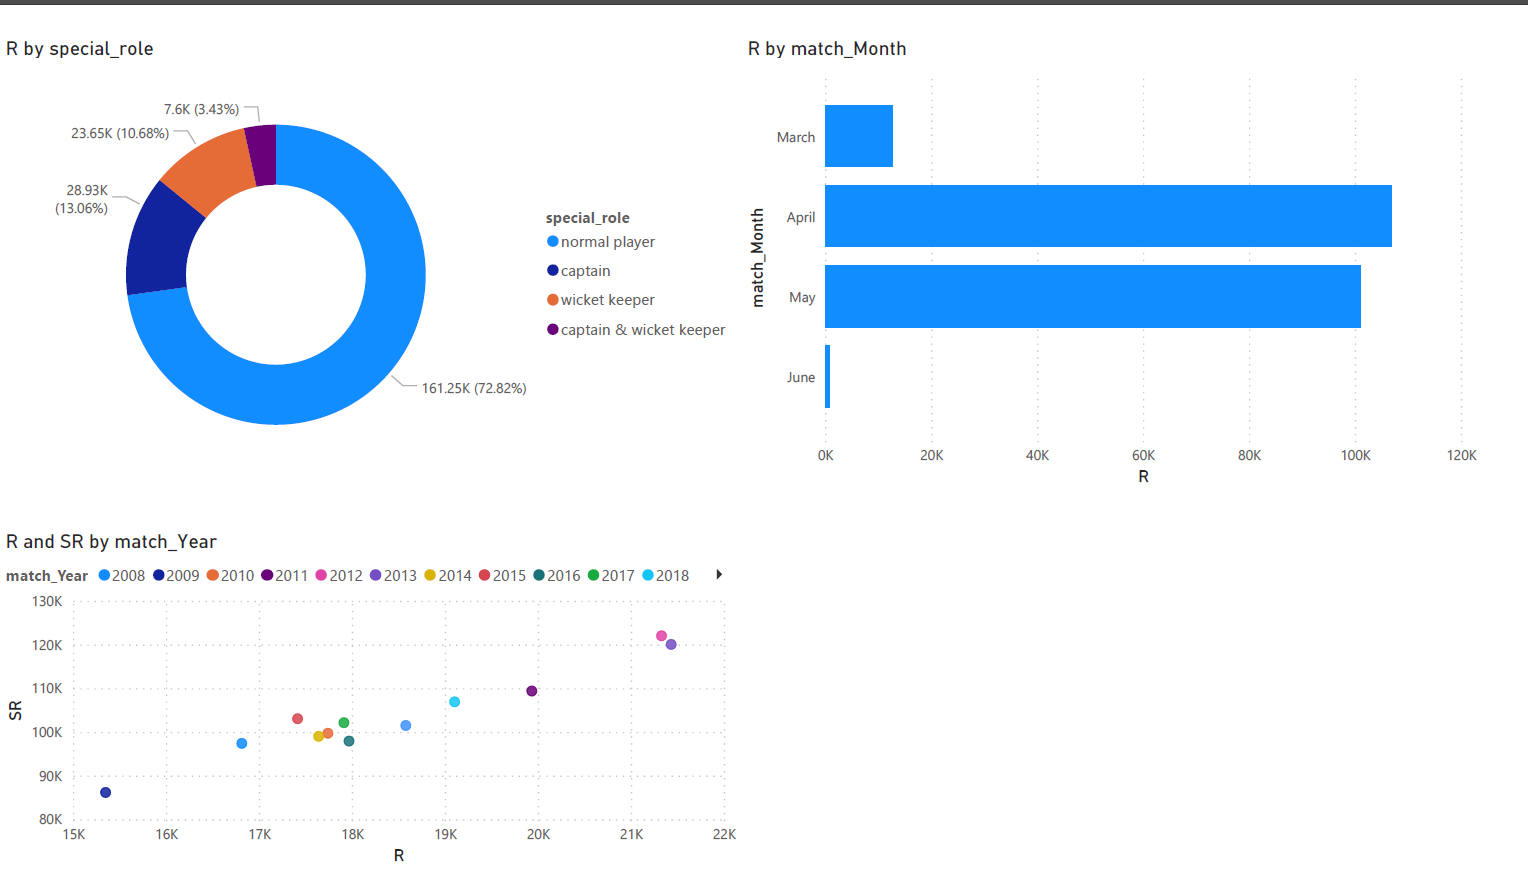 R by special_role
7.6K (3.43%)
23.65K (10.68%)
28.93K
(13.06%)
161.25K (72.82%)
special_role
normal player
captain
wicket keeper
captain & wicket keeper
R by match_Month
match_Month
March
April
May
June
0K 20K 40K 60K 80K 100K 120K
R
R and SR by match_Year
match_Year 2008 2009 2010 2011 2012 2013 2014 2015 2016 2017 2018
SR
130K
120K
110K
100K
90K
80K
15K 16K 17K 18K 19K 20K 21K 22K
R